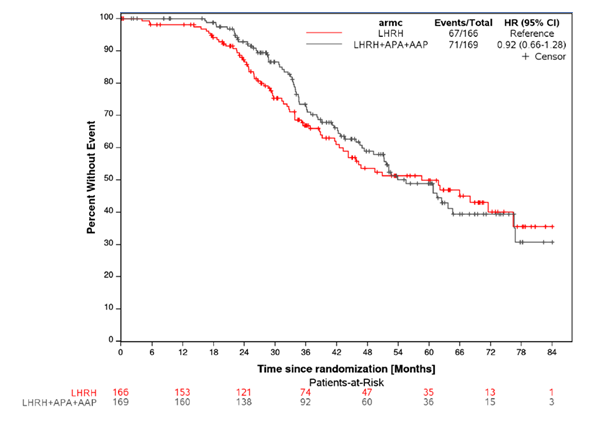 armc Events/Total HR (95% CI)
LHRH 67/166 Reference
LHRH+APA+AAP 71/169 0.92 (0.66-1.28)
+ Censor
Percent Without Event
100
90
80
70
60
50
40
30
20
10
0
0 6 12 18 24 30 36 42 48 54 60 66 72 78 84
Time since randomization [Months]
Patients-at-Risk
LHRH 166 153 121 74 47 35 13 1
LHRH+APA+AAP 169 160 138 92 60 36 15 3